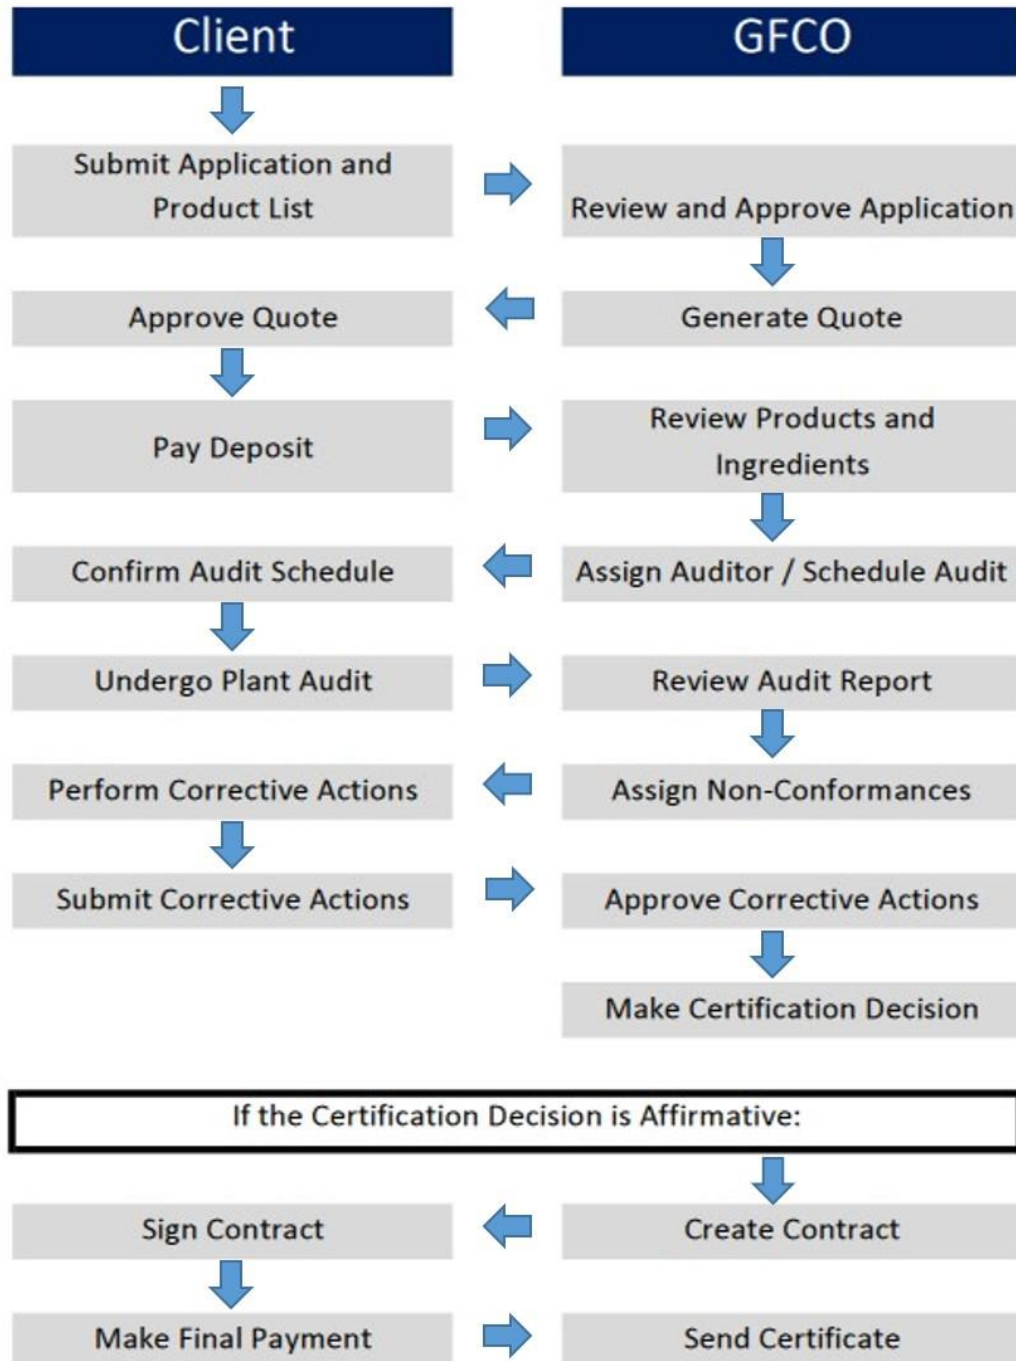 Client
GFCO
Submit Application and
Product List
Review and Approve Application
Approve Quote
Generate Quote
Pay Deposit
Review Products and
Ingredients
Confirm Audit Schedule
Assign Auditor / Schedule Audit
Undergo Plant Audit
Review Audit Report
Perform Corrective Actions
Assign Non-Conformances
Submit Corrective Actions
Approve Corrective Actions
Make Certification Decision
If the Certification Decision is Affirmative:
Sign Contract
Create Contract
Make Final Payment
Send Certificate